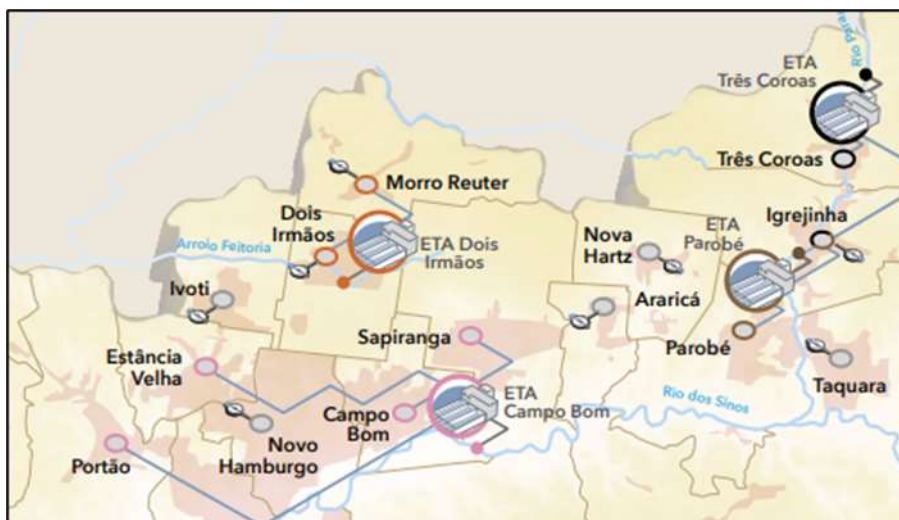 Rio Para
ETA
Três Coroas
Três Coroas
Morro Reuter
Dois
Irmãos
Arroio Feitoria
ETA Dois
Irmãos
Igrejinha
ETA
Parobé
Nova
Hartz
Ivoti
Araricá
Sapiranga
Parobé
Estância
Velha
Taquara
ETA
Campo Bom
Rio dos Sinos
Campo
Bom
Novo
Hamburgo
Portão